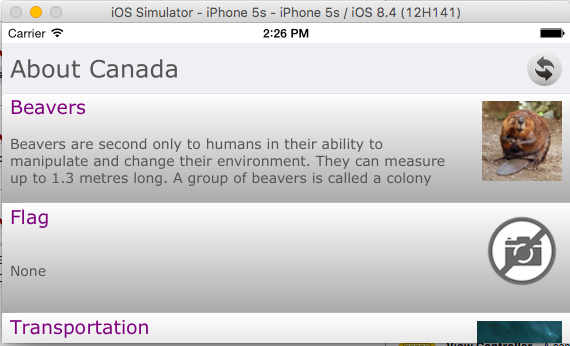 iOS Simulator - iPhone 5s - iPhone 5s / iOS 8.4 (12H141)
Carrier 2:26 PM
About Canada
Beavers
Beavers are second only to humans in their ability to
manipulate and change their environment. They can measure
up to 1.3 metres long. A group of beavers is called a colony
Flag
None
Transportation
View Controller